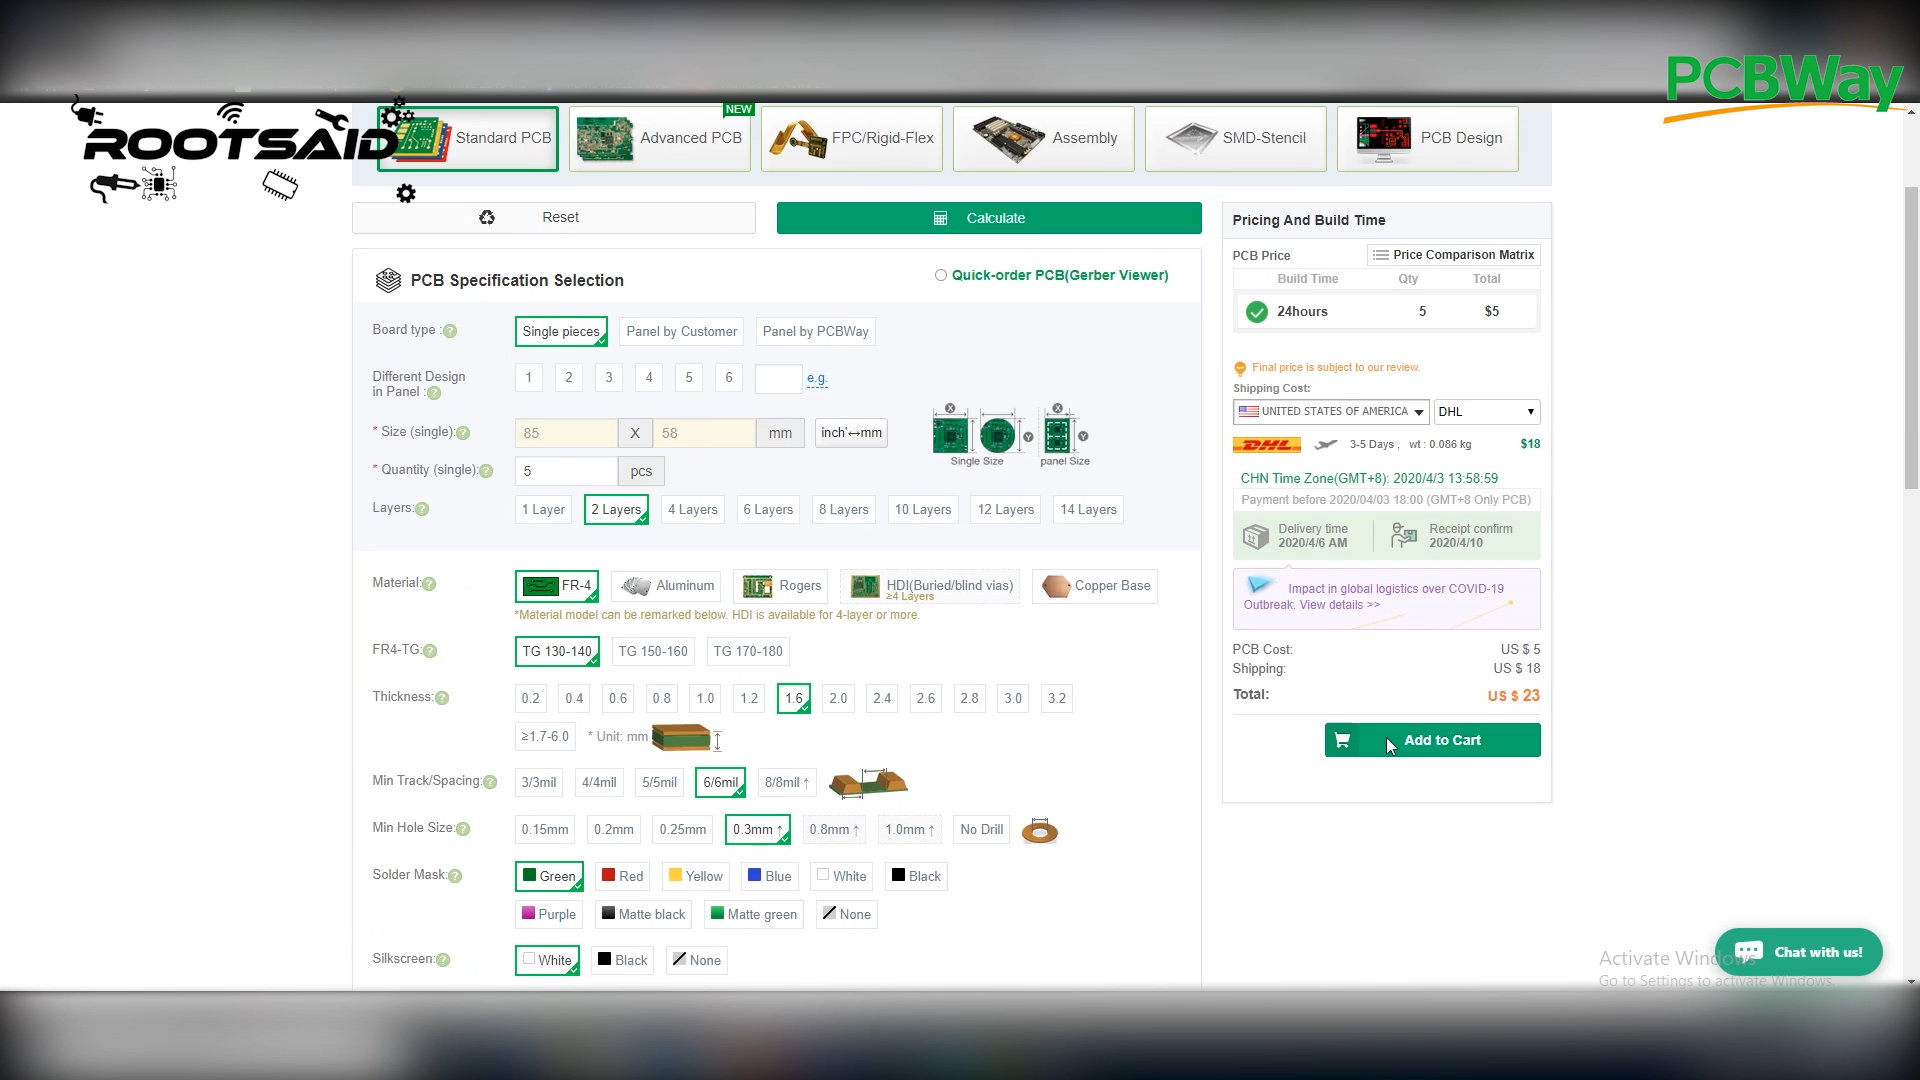 PCBWay
ROOTSAID
Standard PCB
NEW
Advanced PCB
FPC/Rigid-Flex
Assembly
SMD-Stencil
PCB Design
Reset
Calculate
PCB Specification Selection
Quick-order PCB(Gerber Viewer)
Board type :?
Single pieces
Panel by Customer
Panel by PCBWay
Different Design
in Panel :?
1 2 3 4 5 6 e.g.
* Size (single):?
85 X 58 mm inch'↔mm
X X
Y Y
Single Size panel Size
* Quantity (single):?
5 pcs
Layers:?
1 Layer 2 Layers 4 Layers 6 Layers 8 Layers 10 Layers 12 Layers 14 Layers
Material:?
FR-4 Aluminum Rogers HDI(Buried/blind vias) Copper Base
≥4 Layers
*Material model can be remarked below. HDI is available for 4-layer or more.
FR4-TG:?
TG 130-140 TG 150-160 TG 170-180
Thickness:?
0.2 0.4 0.6 0.8 1.0 1.2 1.6 2.0 2.4 2.6 2.8 3.0 3.2
≥1.7-6.0 * Unit: mm
Min Track/Spacing:?
3/3mil 4/4mil 5/5mil 6/6mil 8/8mil ↑
Min Hole Size:?
0.15mm 0.2mm 0.25mm 0.3mm ↑ 0.8mm ↑ 1.0mm ↑ No Drill
Solder Mask:?
Green Red Yellow Blue White Black
Purple Matte black Matte green None
Silkscreen:?
White Black None
Pricing And Build Time
PCB Price
Price Comparison Matrix
Build Time Qty Total
24hours 5 $5
Final price is subject to our review.
Shipping Cost:
UNITED STATES OF AMERICA DHL
DHL 3-5 Days , wt : 0.086 kg $18
CHN Time Zone(GMT+8): 2020/4/3 13:58:59
Payment before 2020/04/03 18:00 (GMT+8 Only PCB)
Delivery time
2020/4/6 AM
Receipt confirm
2020/4/10
Impact in global logistics over COVID-19
Outbreak. View details >>
PCB Cost: US $ 5
Shipping: US $ 18
Total: US $ 23
Add to Cart
Chat with us!
Activate Windows
Go to Settings to activate Windows.